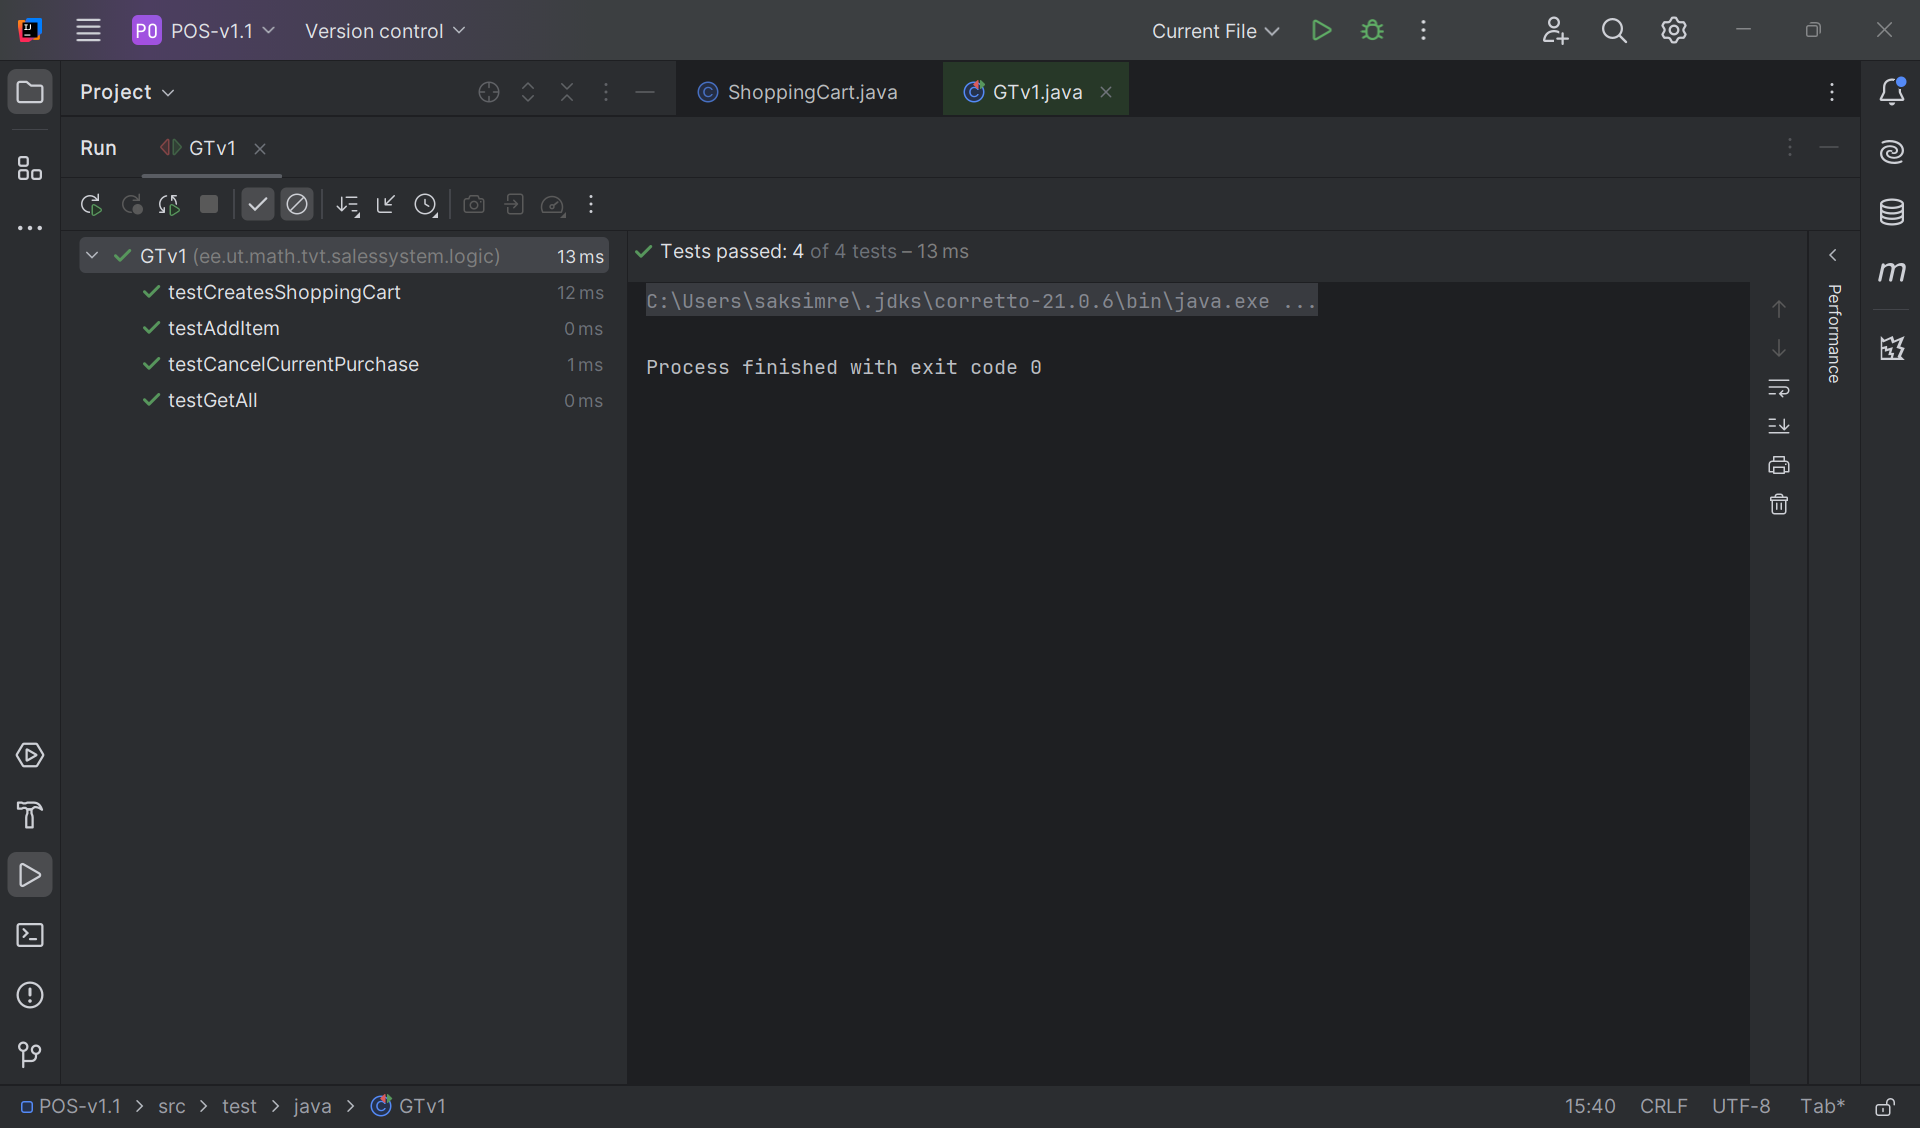 PO POS-v1.1 Version control Current File
Project ShoppingCart.java GTv1.java
Run GTv1
GTv1 (ee.ut.math.tvt.salessystem.logic) 13 ms
testCreatesShoppingCart 12 ms
testAddItem 0 ms
testCancelCurrentPurchase 1 ms
testGetAll 0 ms
Tests passed: 4 of 4 tests – 13 ms
C:\Users\saksimre\.jdks\corretto-21.0.6\bin\java.exe ...
Process finished with exit code 0
Performance
POS-v1.1 > src > test > java > GTv1 15:40 CRLF UTF-8 Tab*